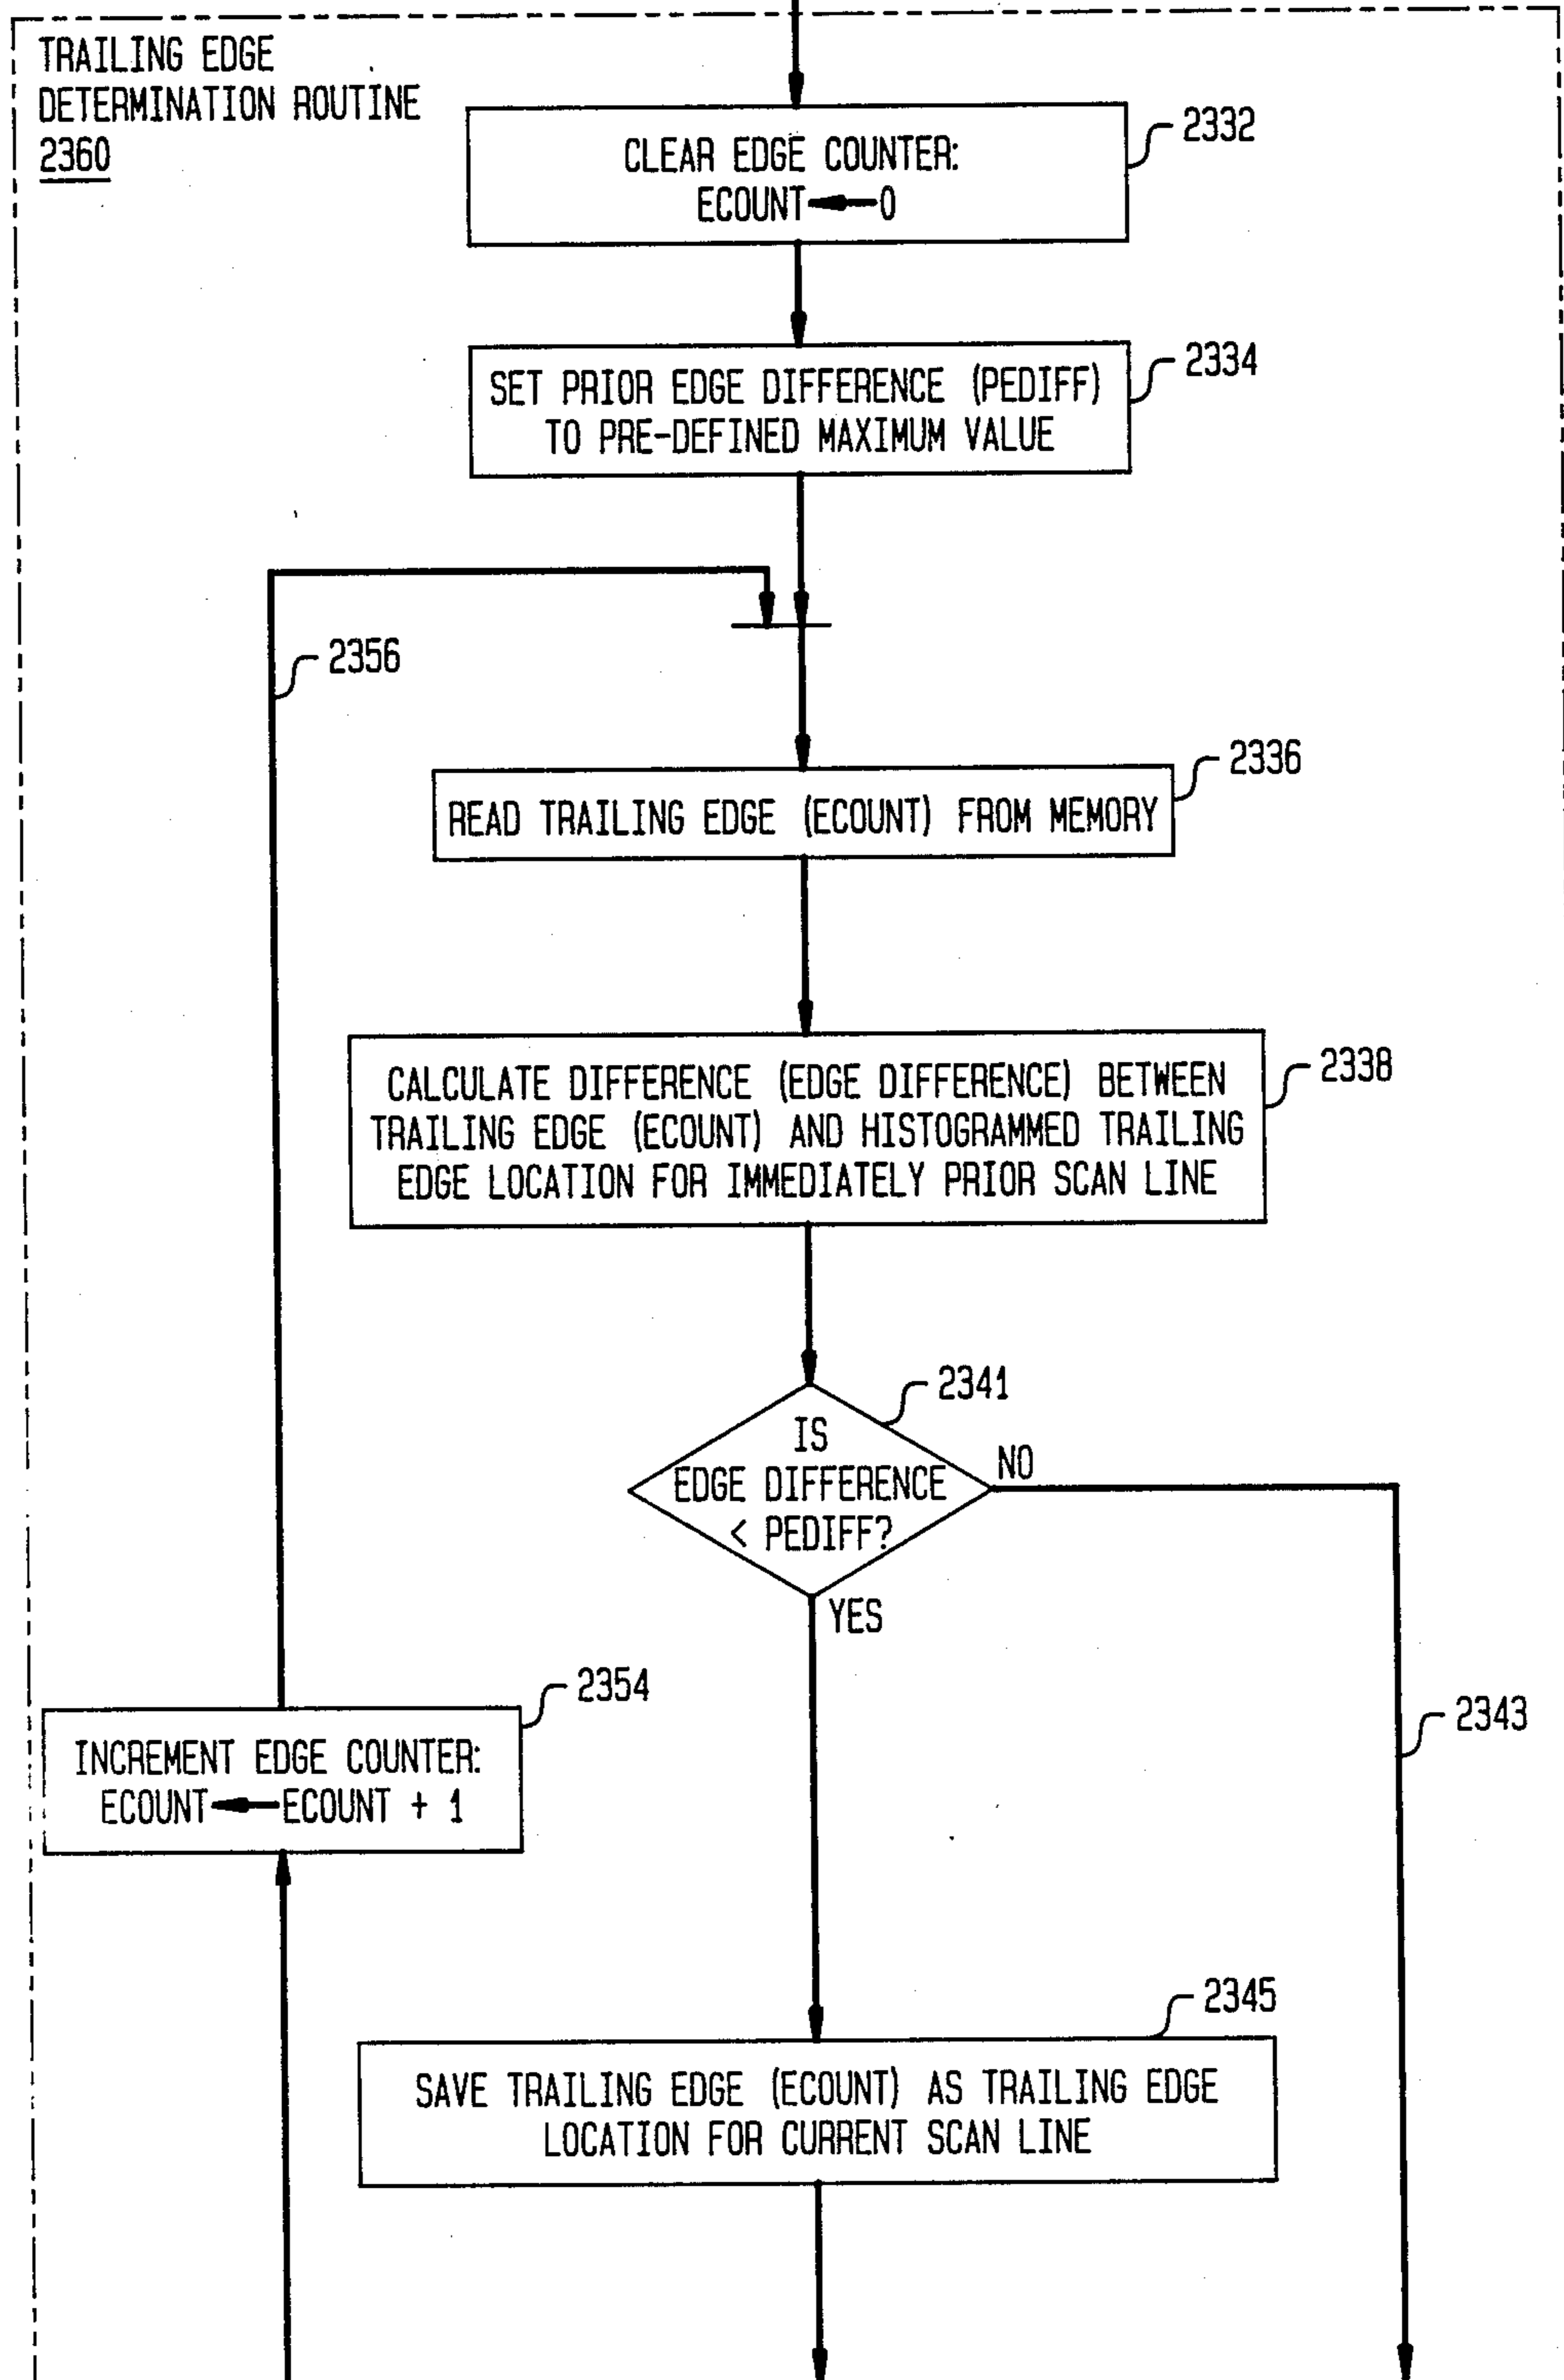 TRAILING EDGE
DETERMINATION ROUTINE
2360
CLEAR EDGE COUNTER:
ECOUNT←0
2332
SET PRIOR EDGE DIFFERENCE (PEDIFF)
TO PRE-DEFINED MAXIMUM VALUE
2334
2356
READ TRAILING EDGE (ECOUNT) FROM MEMORY
2336
CALCULATE DIFFERENCE (EDGE DIFFERENCE) BETWEEN
TRAILING EDGE (ECOUNT) AND HISTOGRAMMED TRAILING
EDGE LOCATION FOR IMMEDIATELY PRIOR SCAN LINE
2338
IS
EDGE DIFFERENCE
< PEDIFF?
2341
NO
YES
INCREMENT EDGE COUNTER:
ECOUNT←ECOUNT + 1
2354
2343
SAVE TRAILING EDGE (ECOUNT) AS TRAILING EDGE
LOCATION FOR CURRENT SCAN LINE
2345